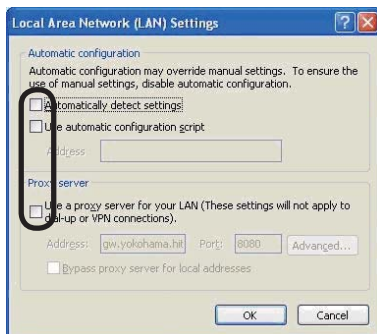 Local Area Network (LAN) Settings
Automatic configuration
Automatic configuration may override manual settings. To ensure the
use of manual settings, disable automatic configuration.
Automatically detect settings
Use automatic configuration script
Address
Proxy server
Use a proxy server for your LAN (These settings will not apply to
dial-up or VPN connections).
Address: gw.yokohama.hit Port: 8080 Advanced...
Bypass proxy server for local addresses
OK Cancel